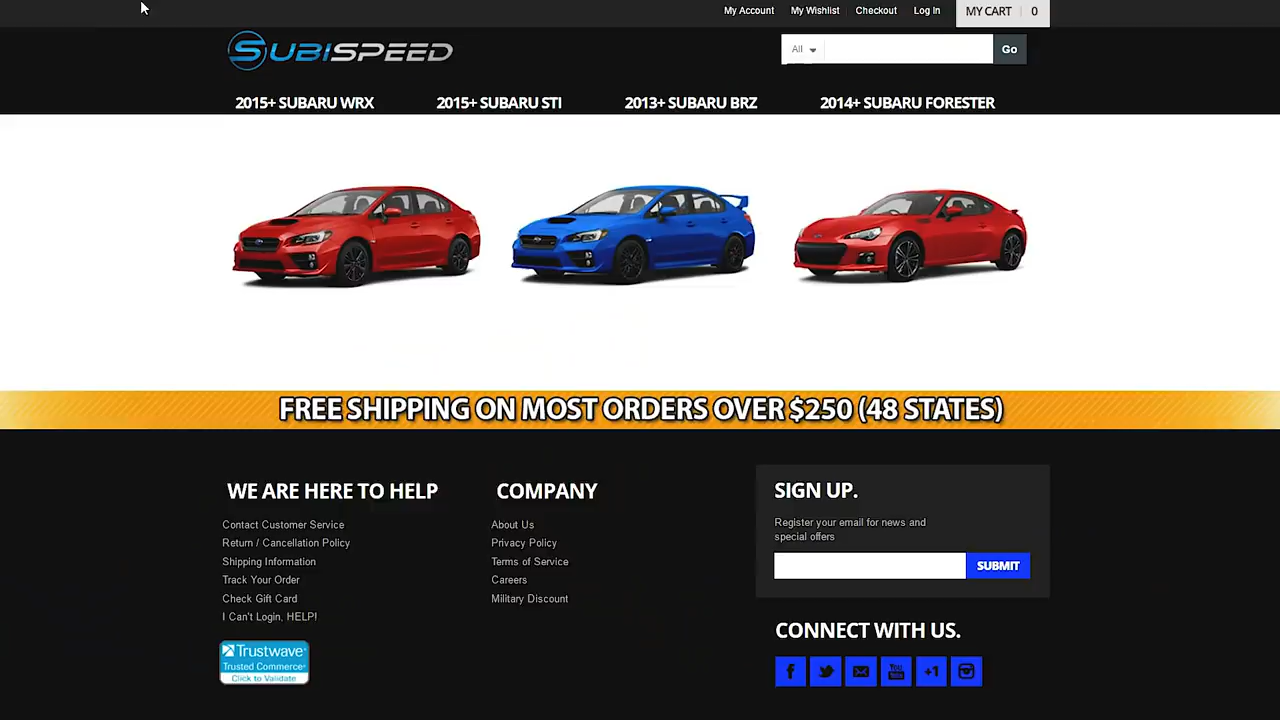 My Account My Wishlist Checkout Log In MY CART 0
SUBISPEED
All Go
2015+ SUBARU WRX 2015+ SUBARU STI 2013+ SUBARU BRZ 2014+ SUBARU FORESTER
FREE SHIPPING ON MOST ORDERS OVER $250 (48 STATES)
WE ARE HERE TO HELP
Contact Customer Service
Return / Cancellation Policy
Shipping Information
Track Your Order
Check Gift Card
I Can't Login, HELP!
Trustwave
Trusted Commerce
Click to Validate
COMPANY
About Us
Privacy Policy
Terms of Service
Careers
Military Discount
SIGN UP.
Register your email for news and
special offers
SUBMIT
CONNECT WITH US.
f You Tube +1